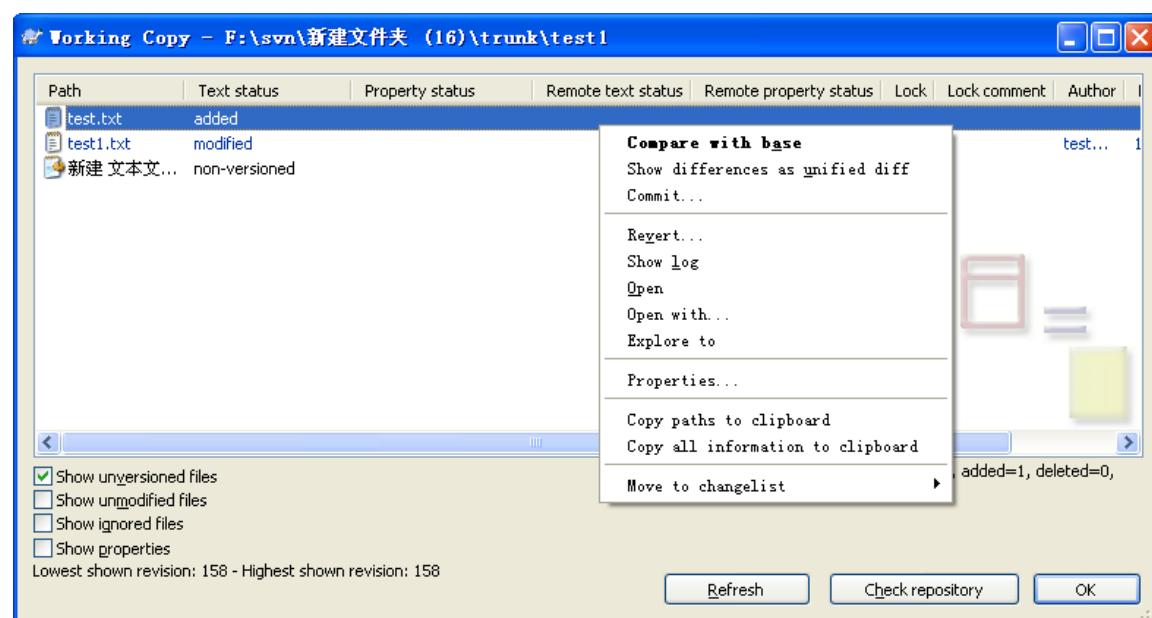 Working Copy - F:\svn\新建文件夹 (16)\trunk\test1
Path Text status Property status Remote text status Remote property status Lock Lock comment Author
test.txt added
test1.txt modified test... 1
新建 文本文... non-versioned
Compare with base
Show differences as unified diff
Commit...
Revert...
Show log
Open
Open with...
Explore to
Properties...
Copy paths to clipboard
Copy all information to clipboard
Move to changelist
Show unversioned files
, added=1, deleted=0,
Show unmodified files
Show ignored files
Show properties
Lowest shown revision: 158 - Highest shown revision: 158
Refresh Check repository OK